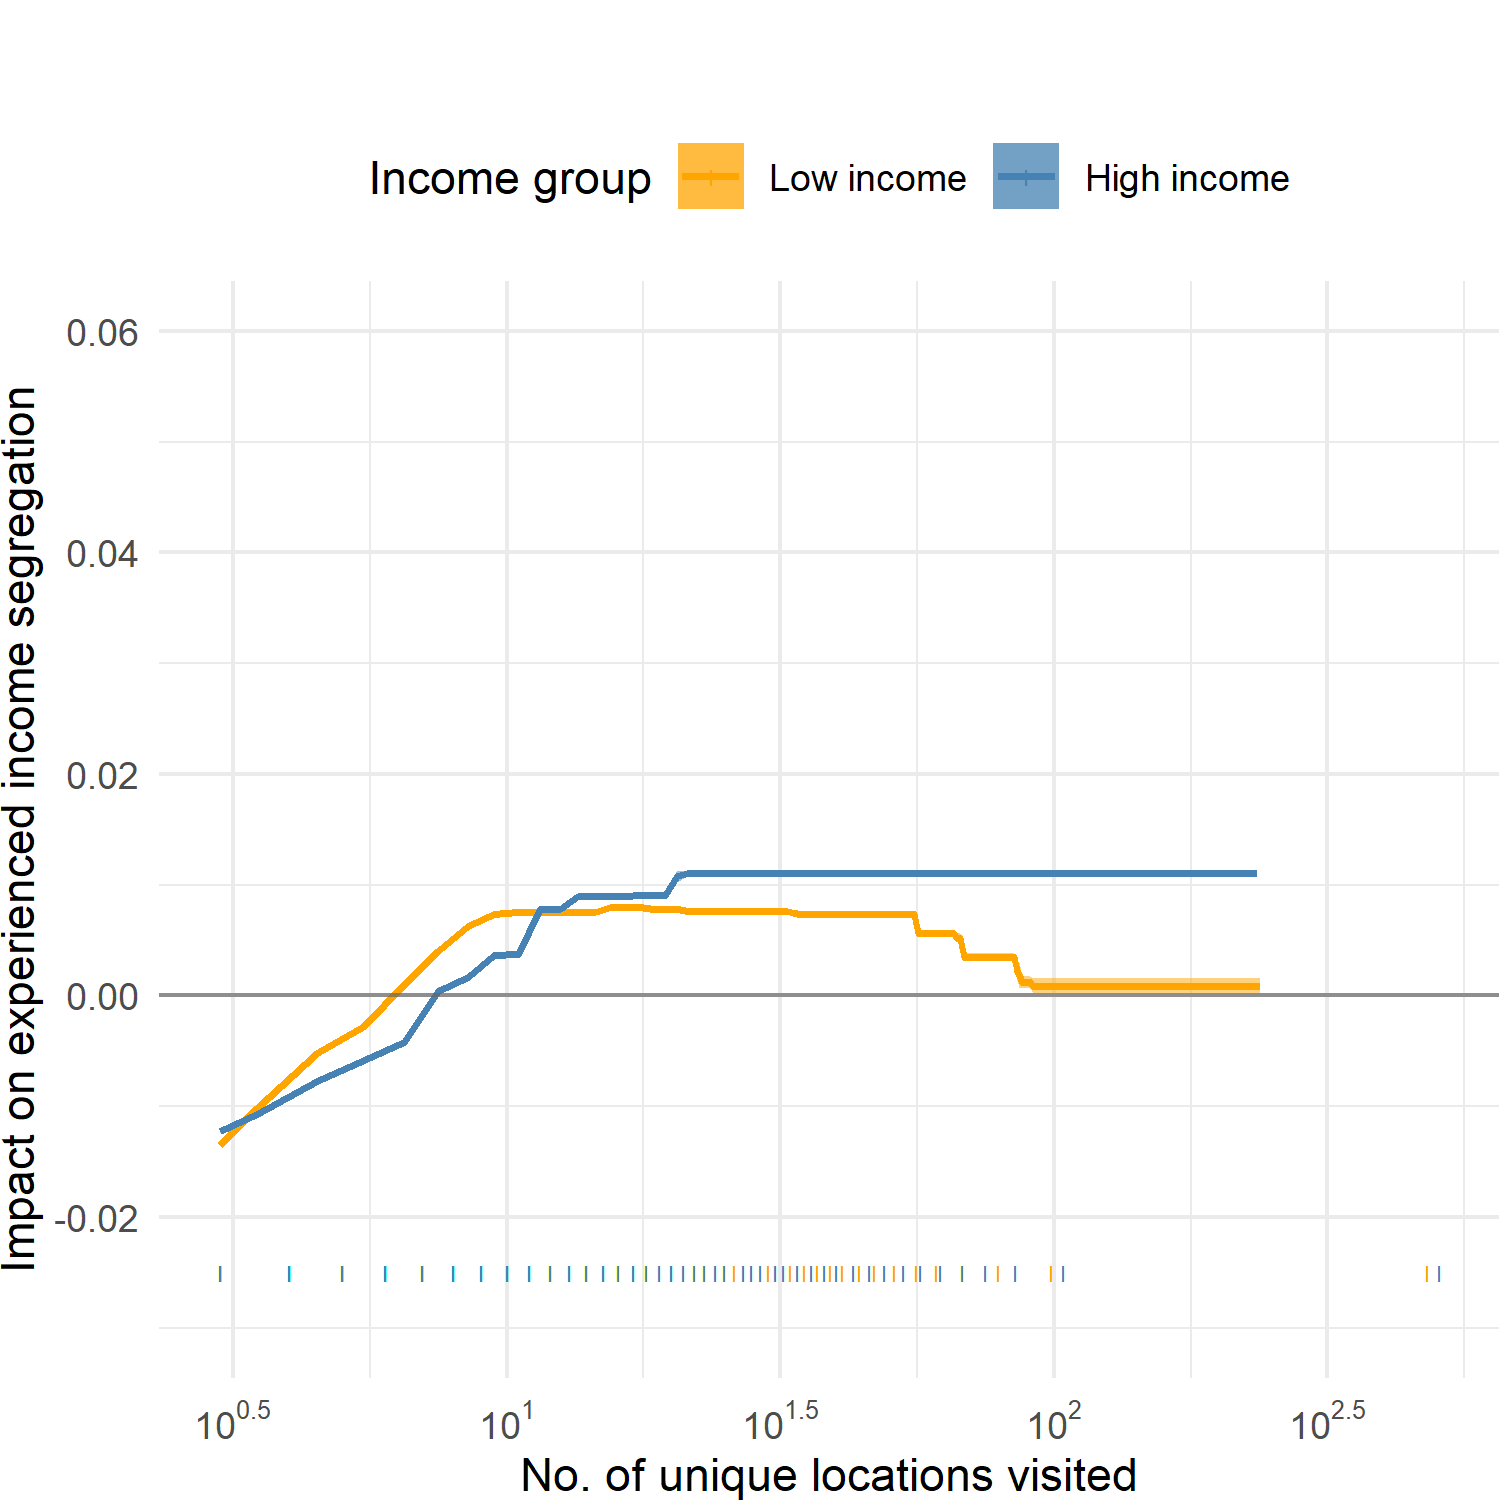 Income group Low income High income
Impact on experienced income segregation
0.06
0.04
0.02
0.00
-0.02
10^0.5 10^1 10^1.5 10^2 10^2.5
No. of unique locations visited